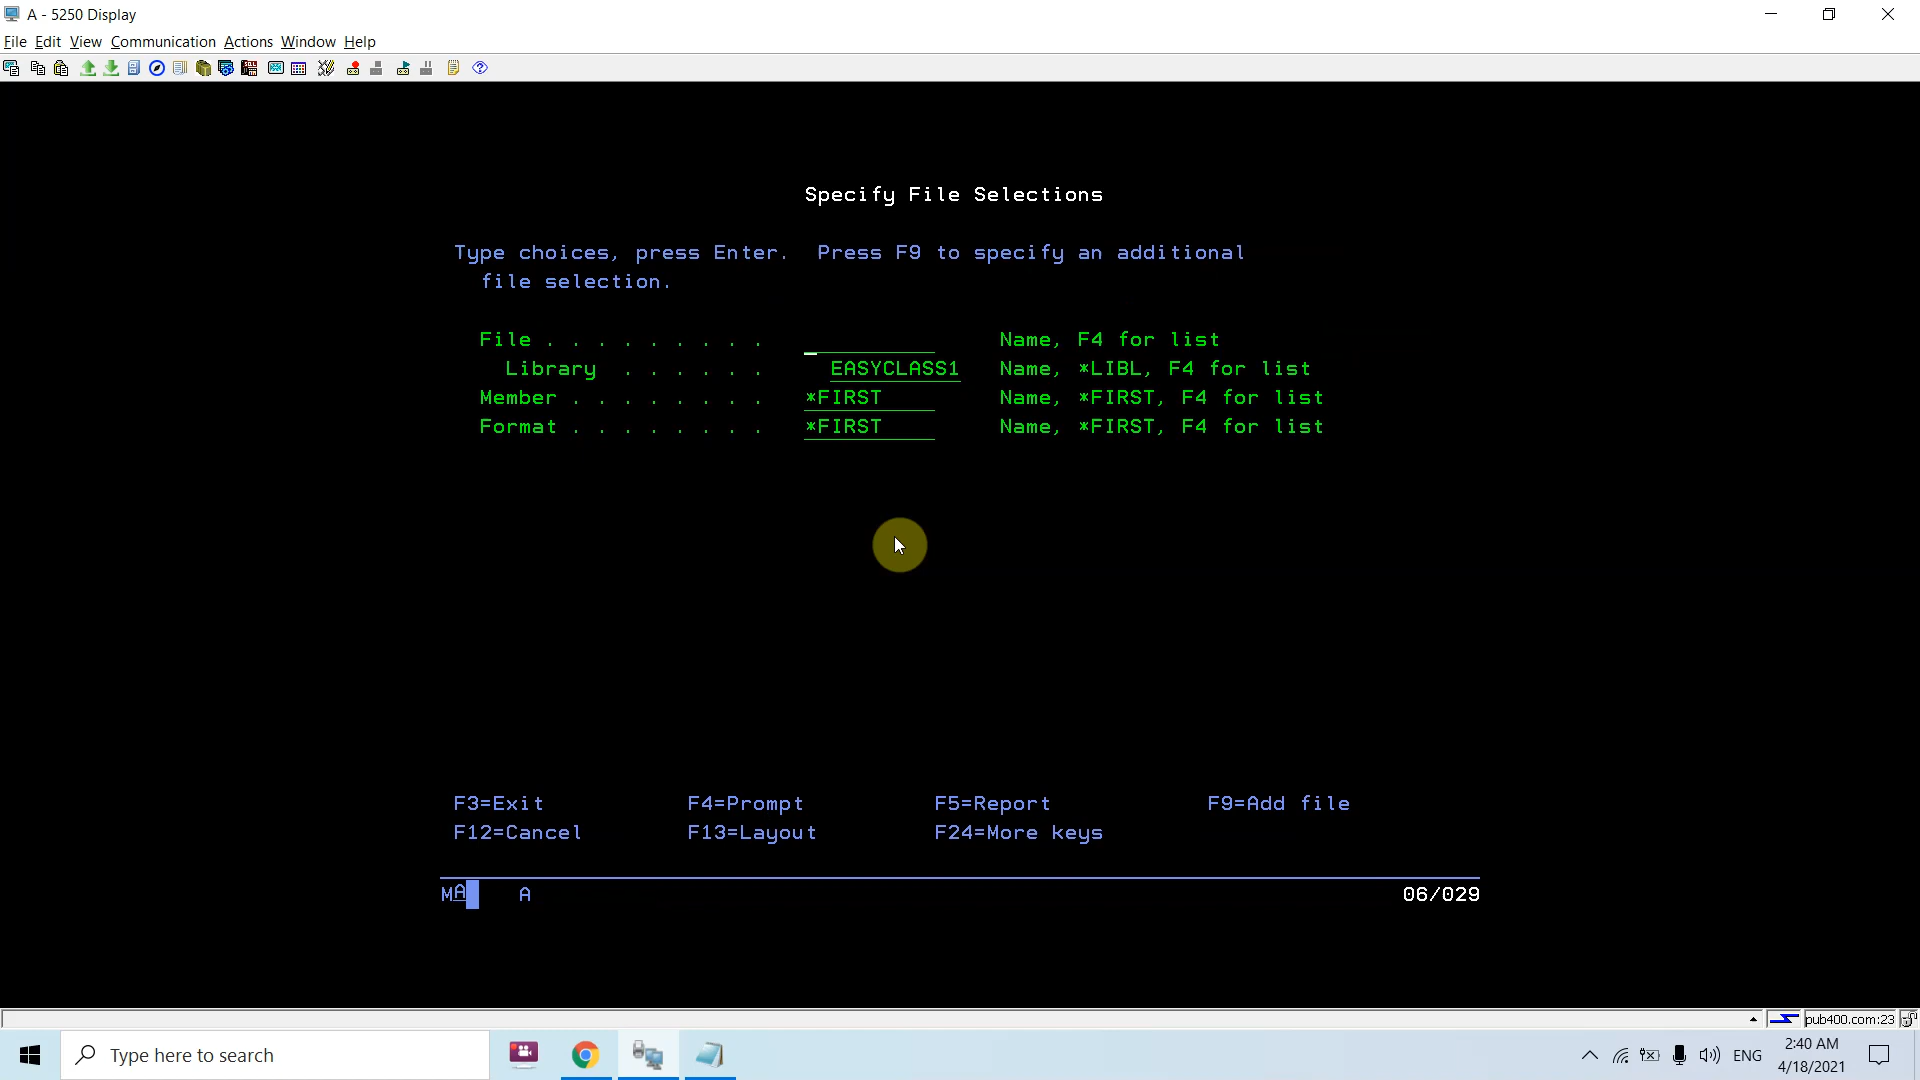 A - 5250 Display
File Edit View Communication Actions Window Help
Specify File Selections
Type choices, press Enter.  Press F9 to specify an additional
file selection.
File . . . . . . . . .   Name, F4 for list
Library  . . . . . .   EASYCLASS1   Name, *LIBL, F4 for list
Member . . . . . . . .   *FIRST   Name, *FIRST, F4 for list
Format . . . . . . . .   *FIRST   Name, *FIRST, F4 for list
F3=Exit   F4=Prompt   F5=Report   F9=Add file
F12=Cancel   F13=Layout   F24=More keys
MA   A   06/029
pub400.com:23
Type here to search
ENG
2:40 AM
4/18/2021